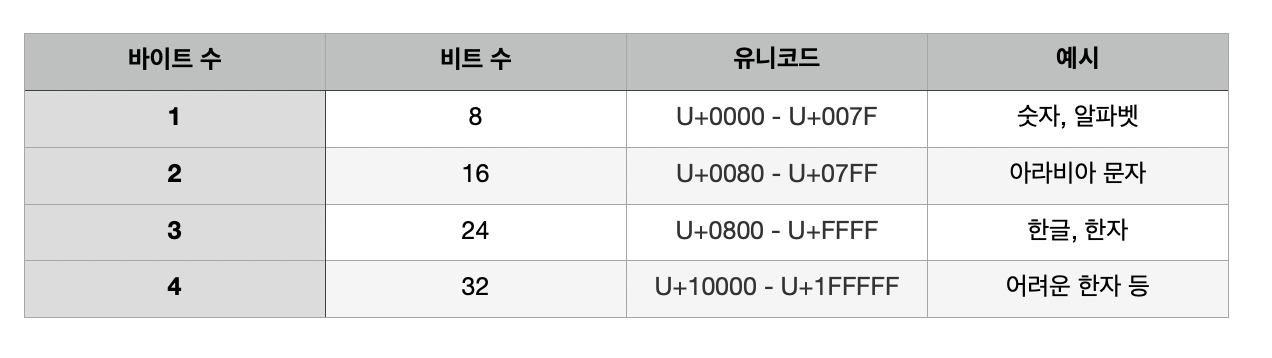 바이트 수 비트 수 유니코드 예시
1 8 U+0000 - U+007F 숫자, 알파벳
2 16 U+0080 - U+07FF 아라비아 문자
3 24 U+0800 - U+FFFF 한글, 한자
4 32 U+10000 - U+1FFFFF 어려운 한자 등